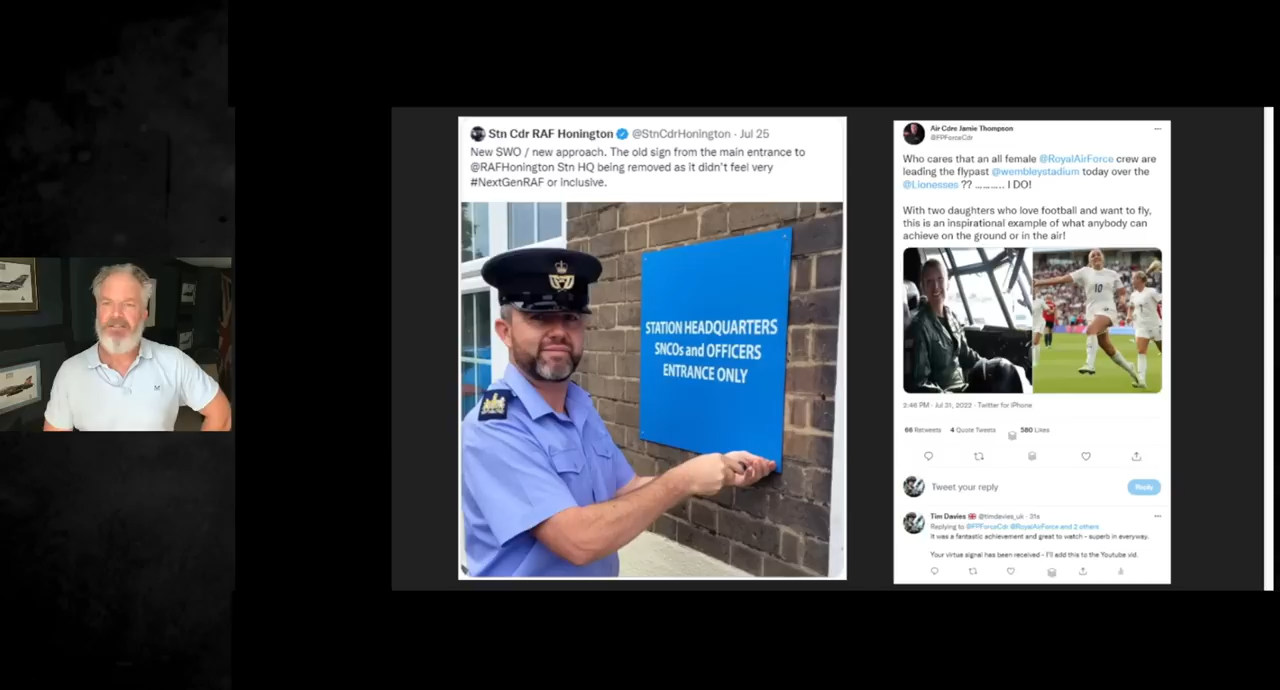 Stn Cdr RAF Honington @StnCdrHonington · Jul 25
New SWO / new approach. The old sign from the main entrance to
@RAFHonington Stn HQ being removed as it didn't feel very
#NextGenRAF or inclusive.
STATION HEADQUARTERS
SNCOs and OFFICERS
ENTRANCE ONLY
Air Cdre Jamie Thompson
@FPForceCdr
Who cares that an all female @RoyalAirForce crew are
leading the flypast @wembleystadium today over the
@Lionesses ?? ........... I DO!
With two daughters who love football and want to fly,
this is an inspirational example of what anybody can
achieve on the ground or in the air!
10
2:46 PM · Jul 31, 2022 · Twitter for iPhone
66 Retweets 4 Quote Tweets 580 Likes
Tweet your reply
Reply
Tim Davies @timdavies_uk · 31s
Replying to @FPForceCdr @RoyalAirForce and 2 others
It was a fantastic achievement and great to watch - superb in everyway.
Your virtue signal has been received - I'll add this to the Youtube vid.